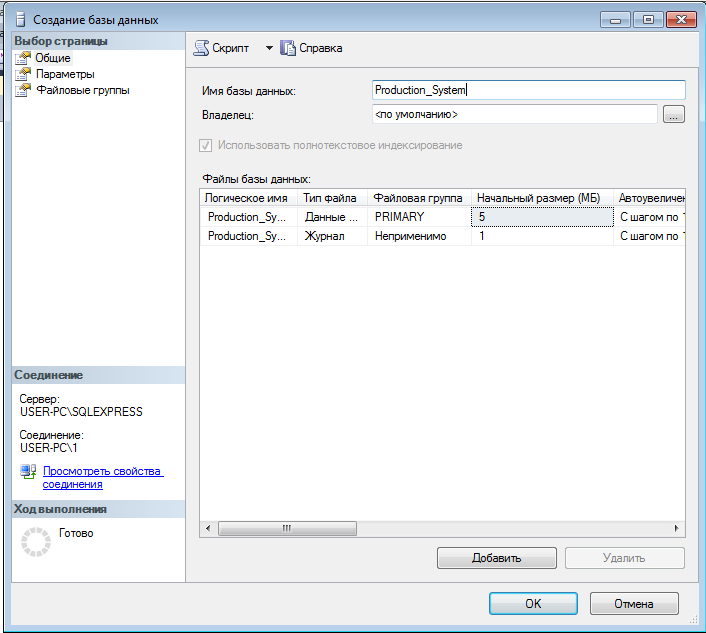 Создание базы данных
Выбор страницы
Общие
Параметры
Файловые группы
Скрипт
Справка
Имя базы данных: Production_System
Владелец: <по умолчанию> ...
Использовать полнотекстовое индексирование
Файлы базы данных:
Логическое имя Тип файла Файловая группа Начальный размер (МБ) Автоувеличен
Production_Sy... Данные ... PRIMARY 5 С шагом по 1
Production_Sy... Журнал Неприменимо 1 С шагом по 1
Соединение
Сервер:
USER-PC\SQLEXPRESS
Соединение:
USER-PC\1
Просмотреть свойства
соединения
Ход выполнения
Готово
Добавить Удалить
OK Отмена